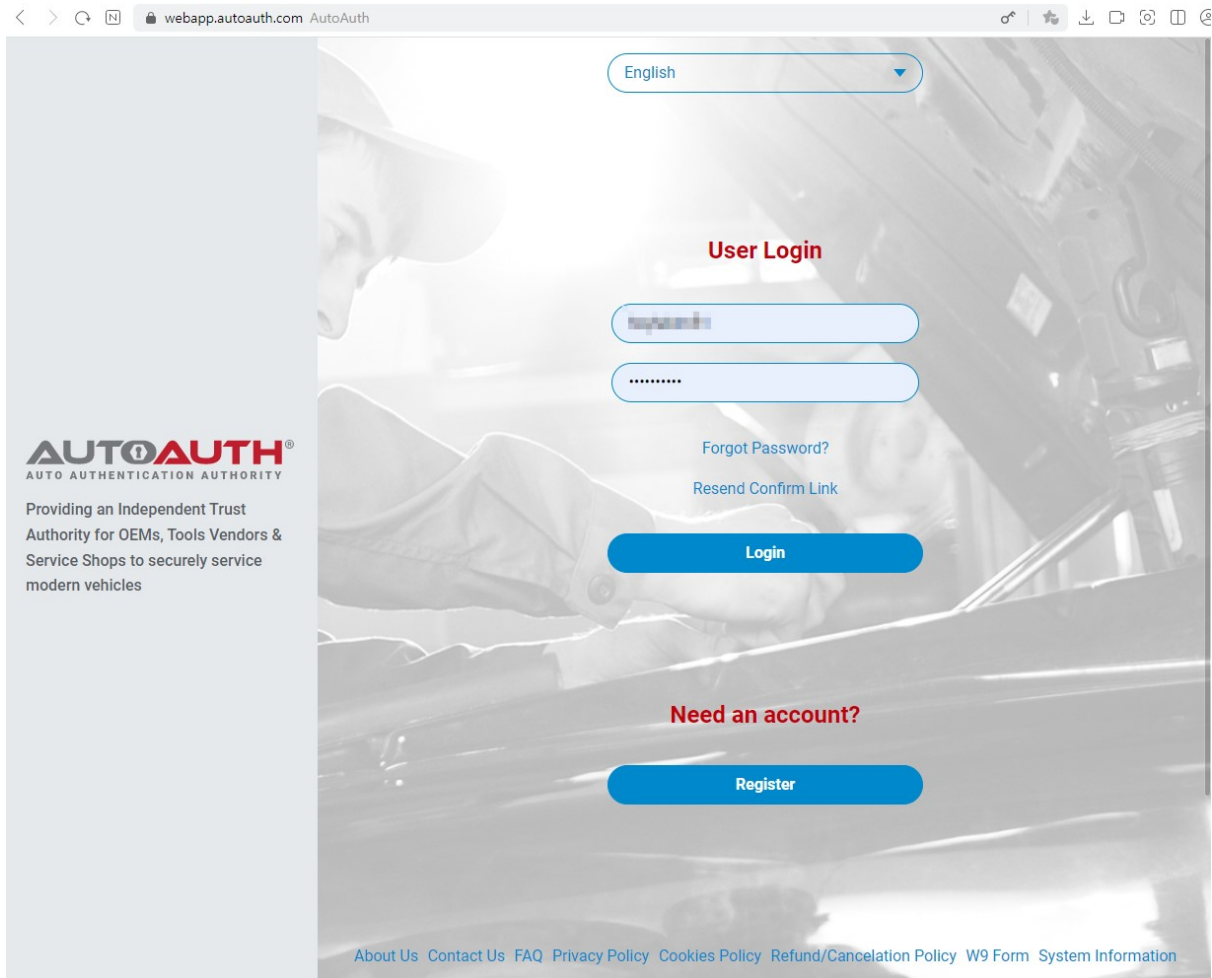 webapp.autoauth.com AutoAuth
English
User Login
Forgot Password?
Resend Confirm Link
Login
AUTOAUTH®
AUTO AUTHENTICATION AUTHORITY
Providing an Independent Trust
Authority for OEMs, Tools Vendors &
Service Shops to securely service
modern vehicles
Need an account?
Register
About Us Contact Us FAQ Privacy Policy Cookies Policy Refund/Cancelation Policy W9 Form System Information